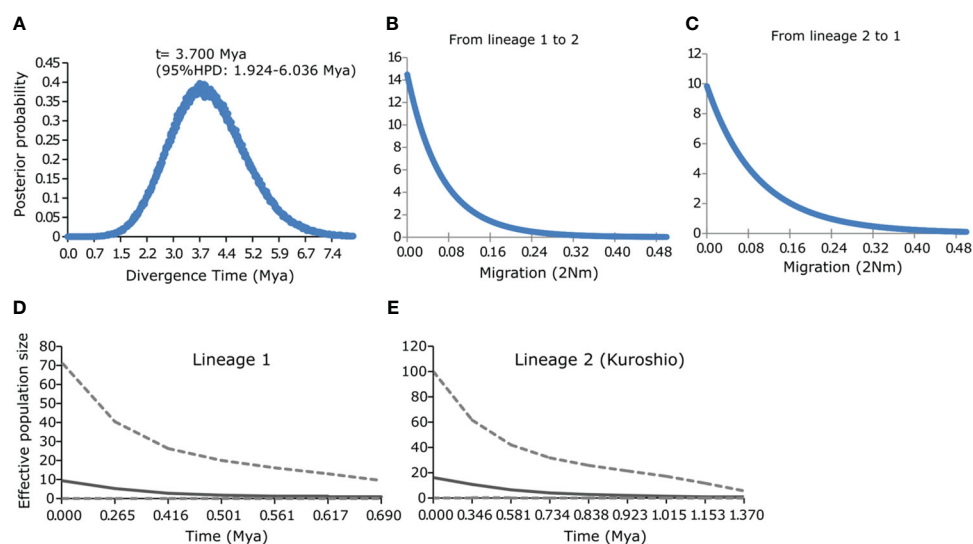 A
t= 3.700 Mya
(95%HPD: 1.924-6.036 Mya)
Posterior probability
0.45
0.4
0.35
0.3
0.25
0.2
0.15
0.1
0.05
0
0.0 0.7 1.5 2.2 3.0 3.7 4.4 5.2 5.9 6.7 7.4
Divergence Time (Mya)
B
From lineage 1 to 2
16
14
12
10
8
6
4
2
0
0.00 0.08 0.16 0.24 0.32 0.40 0.48
Migration (2Nm)
C
From lineage 2 to 1
12
10
8
6
4
2
0
0.00 0.08 0.16 0.24 0.32 0.40 0.48
Migration (2Nm)
D
Lineage 1
Effective population size
80
70
60
50
40
30
20
10
0
0.000 0.265 0.416 0.501 0.561 0.617 0.690
Time (Mya)
E
Lineage 2 (Kuroshio)
120
100
80
60
40
20
0
0.000 0.346 0.581 0.734 0.838 0.923 1.015 1.153 1.370
Time (Mya)